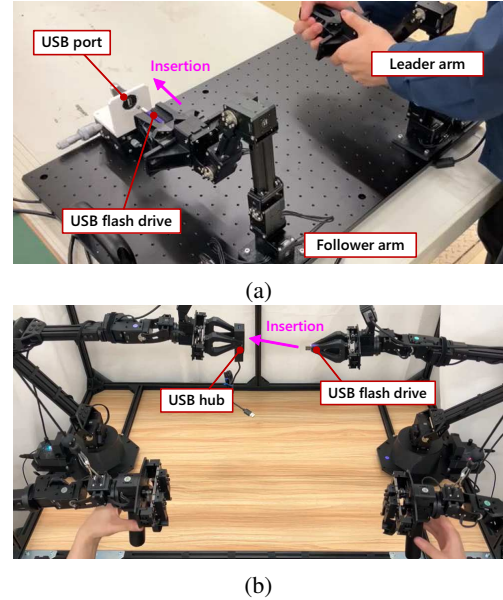 USB port
Insertion
Leader arm
USB flash drive
Follower arm
(a)
Insertion
USB hub
USB flash drive
(b)